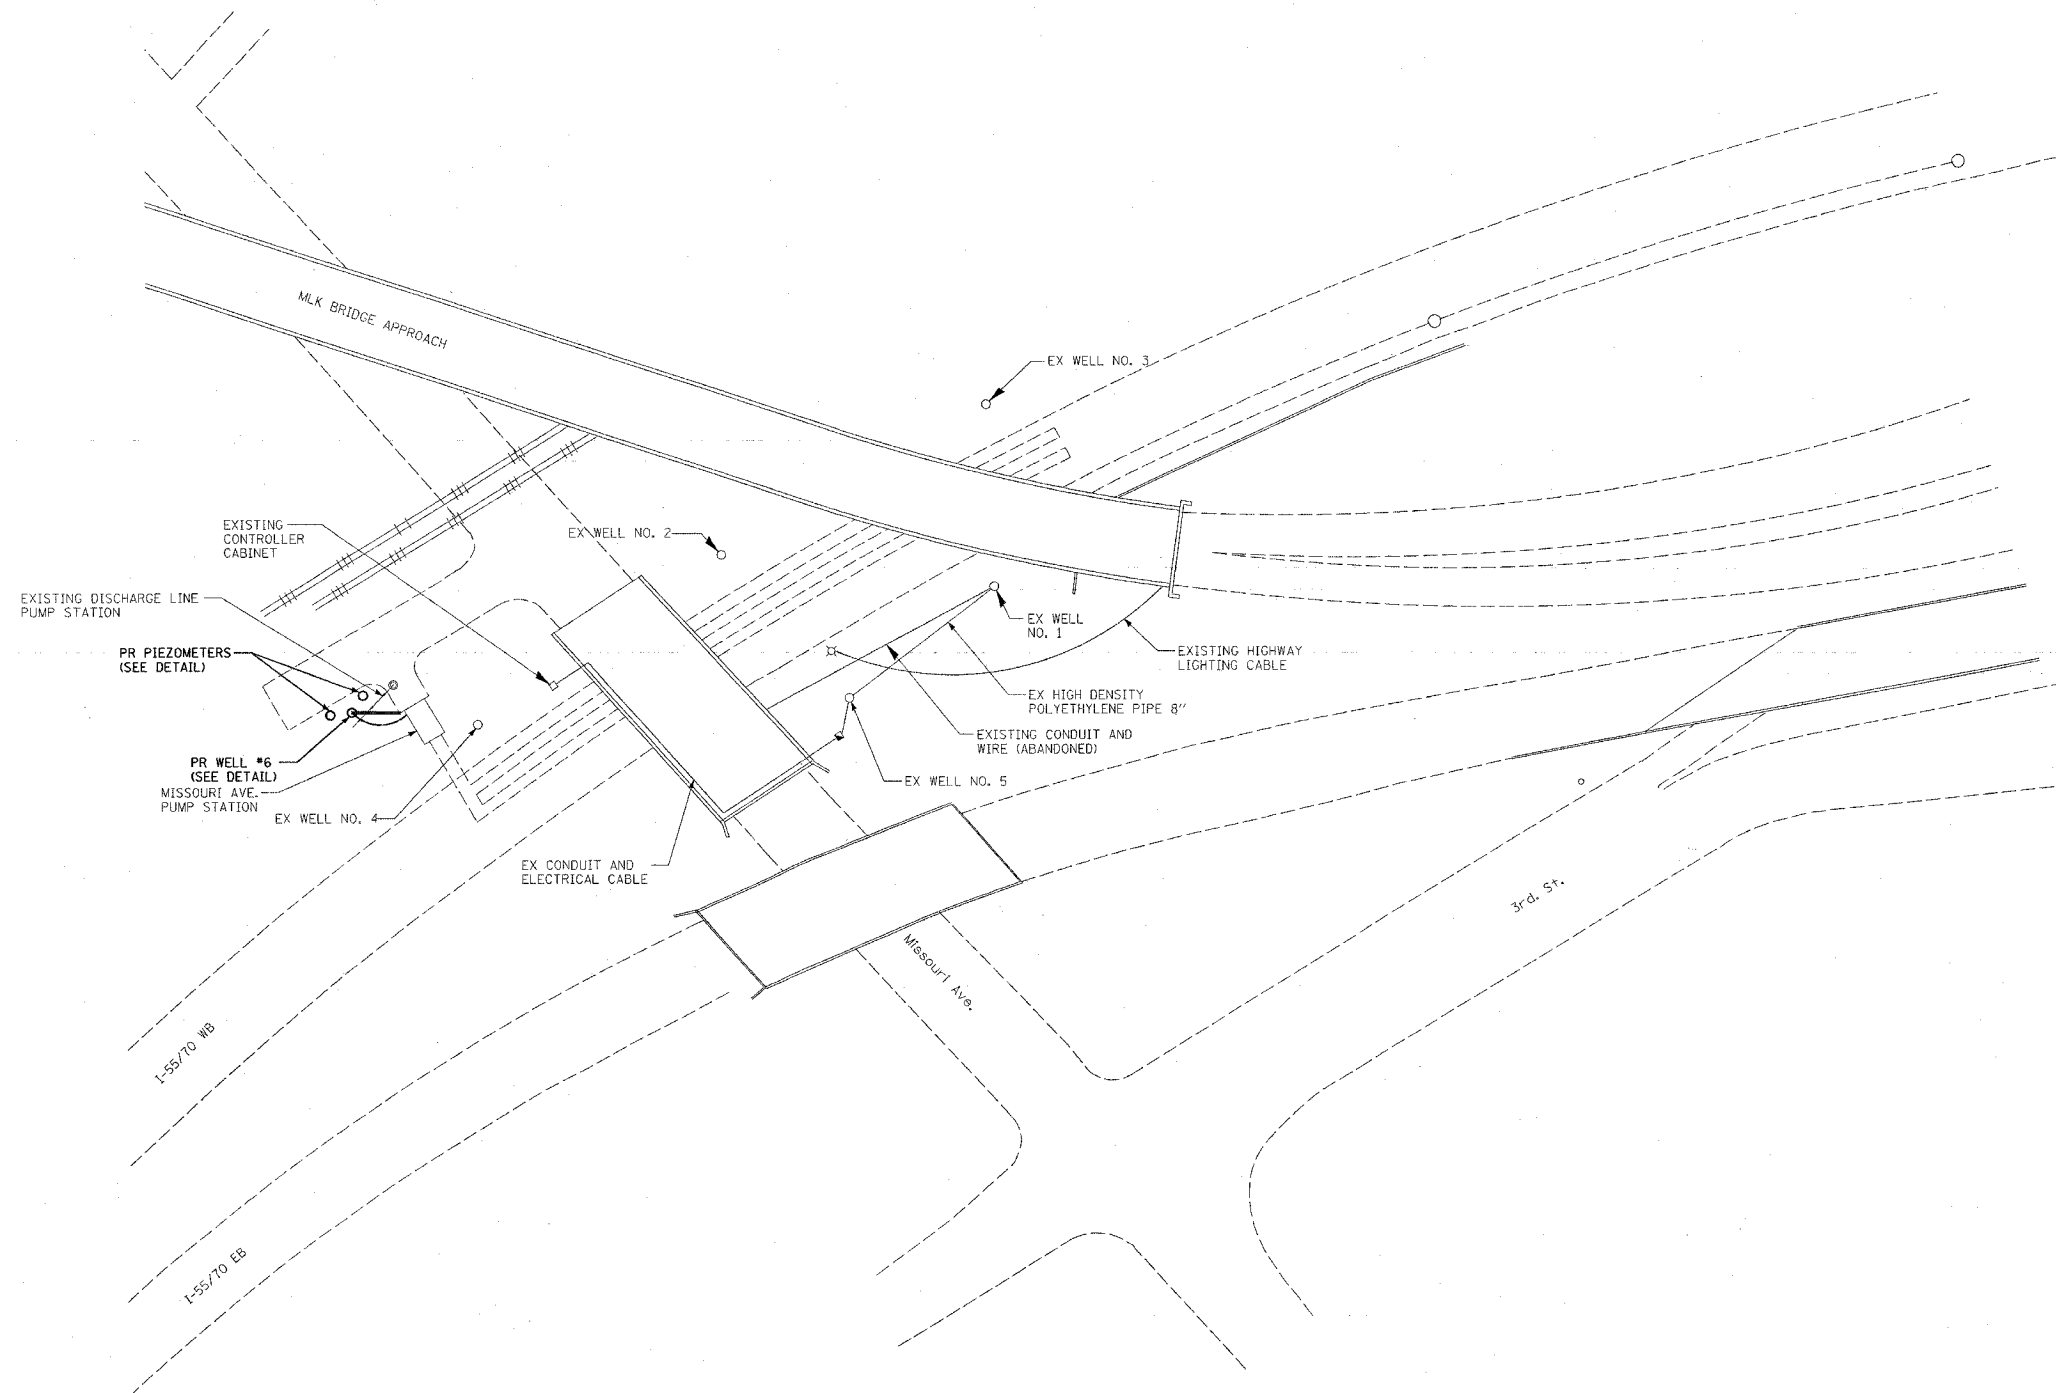 MLK BRIDGE APPROACH
EX WELL NO. 3
EXISTING
CONTROLLER
CABINET
EX WELL NO. 2
EXISTING DISCHARGE LINE
PUMP STATION
EX WELL
NO. 1
PR PIEZOMETERS
(SEE DETAIL)
EXISTING HIGHWAY
LIGHTING CABLE
EX HIGH DENSITY
POLYETHYLENE PIPE 8"
EXISTING CONDUIT AND
WIRE (ABANDONED)
PR WELL #6
(SEE DETAIL)
MISSOURI AVE.
PUMP STATION
EX WELL NO. 5
EX WELL NO. 4
EX CONDUIT AND
ELECTRICAL CABLE
3rd. St.
Missouri Ave.
I-55/70 WB
I-55/70 EB